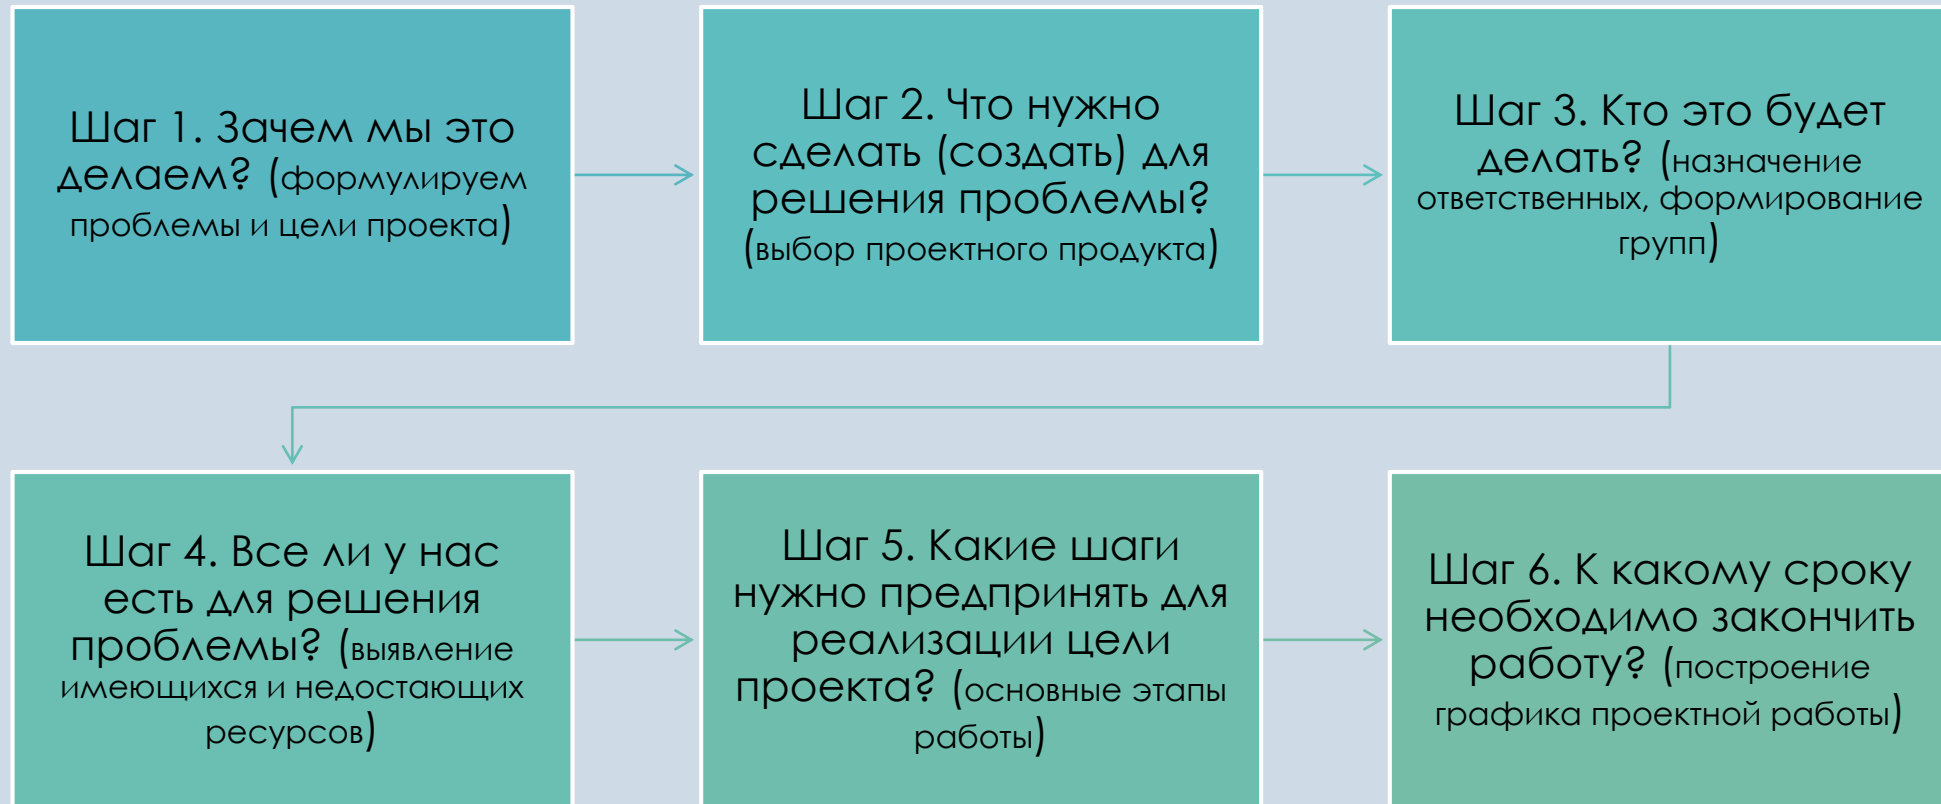 Шаг 1. Зачем мы это
делаем? (формулируем
проблемы и цели проекта)
Шаг 2. Что нужно
сделать (создать) для
решения проблемы?
(выбор проектного продукта)
Шаг 3. Кто это будет
делать? (назначение
ответственных, формирование
групп)
Шаг 4. Все ли у нас
есть для решения
проблемы? (выявление
имеющихся и недостающих
ресурсов)
Шаг 5. Какие шаги
нужно предпринять для
реализации цели
проекта? (основные этапы
работы)
Шаг 6. К какому сроку
необходимо закончить
работу? (построение
графика проектной работы)